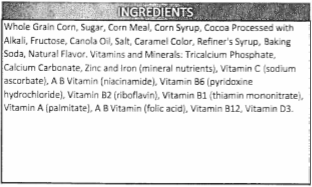 INGREDIENTS
Whole Grain Corn, Sugar, Corn Meal, Corn Syrup, Cocoa Processed with
Alkali, Fructose, Canola Oil, Salt, Caramel Color, Refiner's Syrup, Baking
Soda, Natural Flavor. Vitamins and Minerals: Tricalcium Phosphate,
Calcium Carbonate, Zinc and Iron (mineral nutrients), Vitamin C (sodium
ascorbate), A B Vitamin (niacinamide), Vitamin B6 (pyridoxine
hydrochloride), Vitamin B2 (riboflavin), Vitamin B1 (thiamin mononitrate),
Vitamin A (palmitate), A B Vitamin (folic acid), Vitamin B12, Vitamin D3.